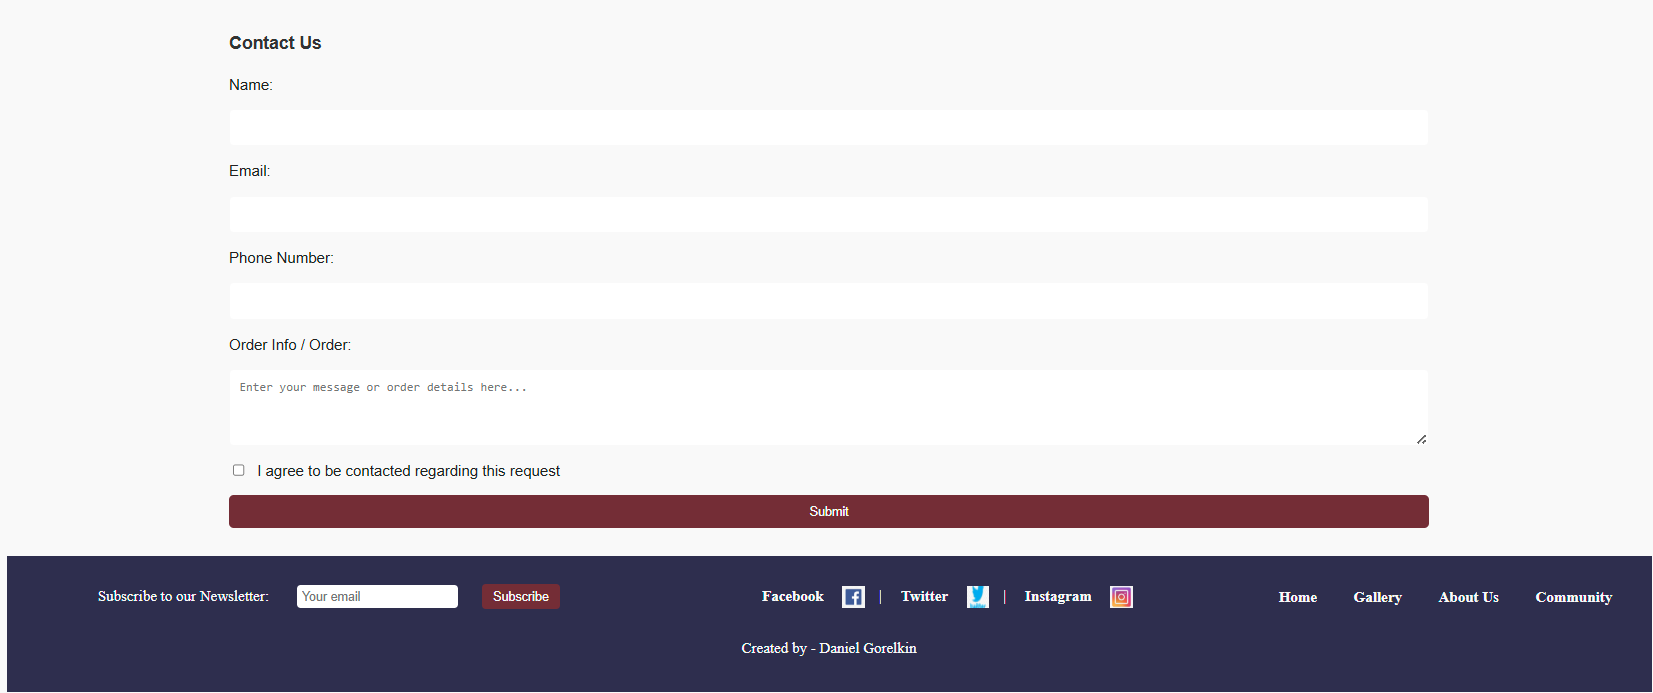 Contact Us
Name:
Email:
Phone Number:
Order Info / Order:
Enter your message or order details here...
I agree to be contacted regarding this request
Submit
Subscribe to our Newsletter: Your email Subscribe Facebook | Twitter | Instagram Home Gallery About Us Community
Created by - Daniel Gorelkin